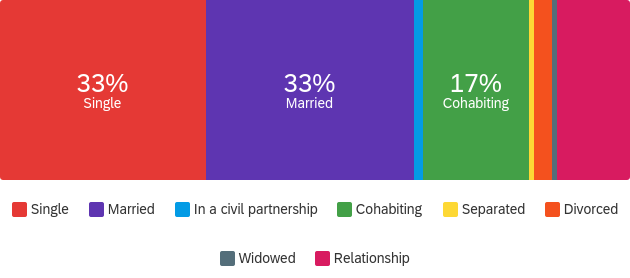 33% 33% 17%
Single Married Cohabiting
Single Married In a civil partnership Cohabiting Separated Divorced
Widowed Relationship